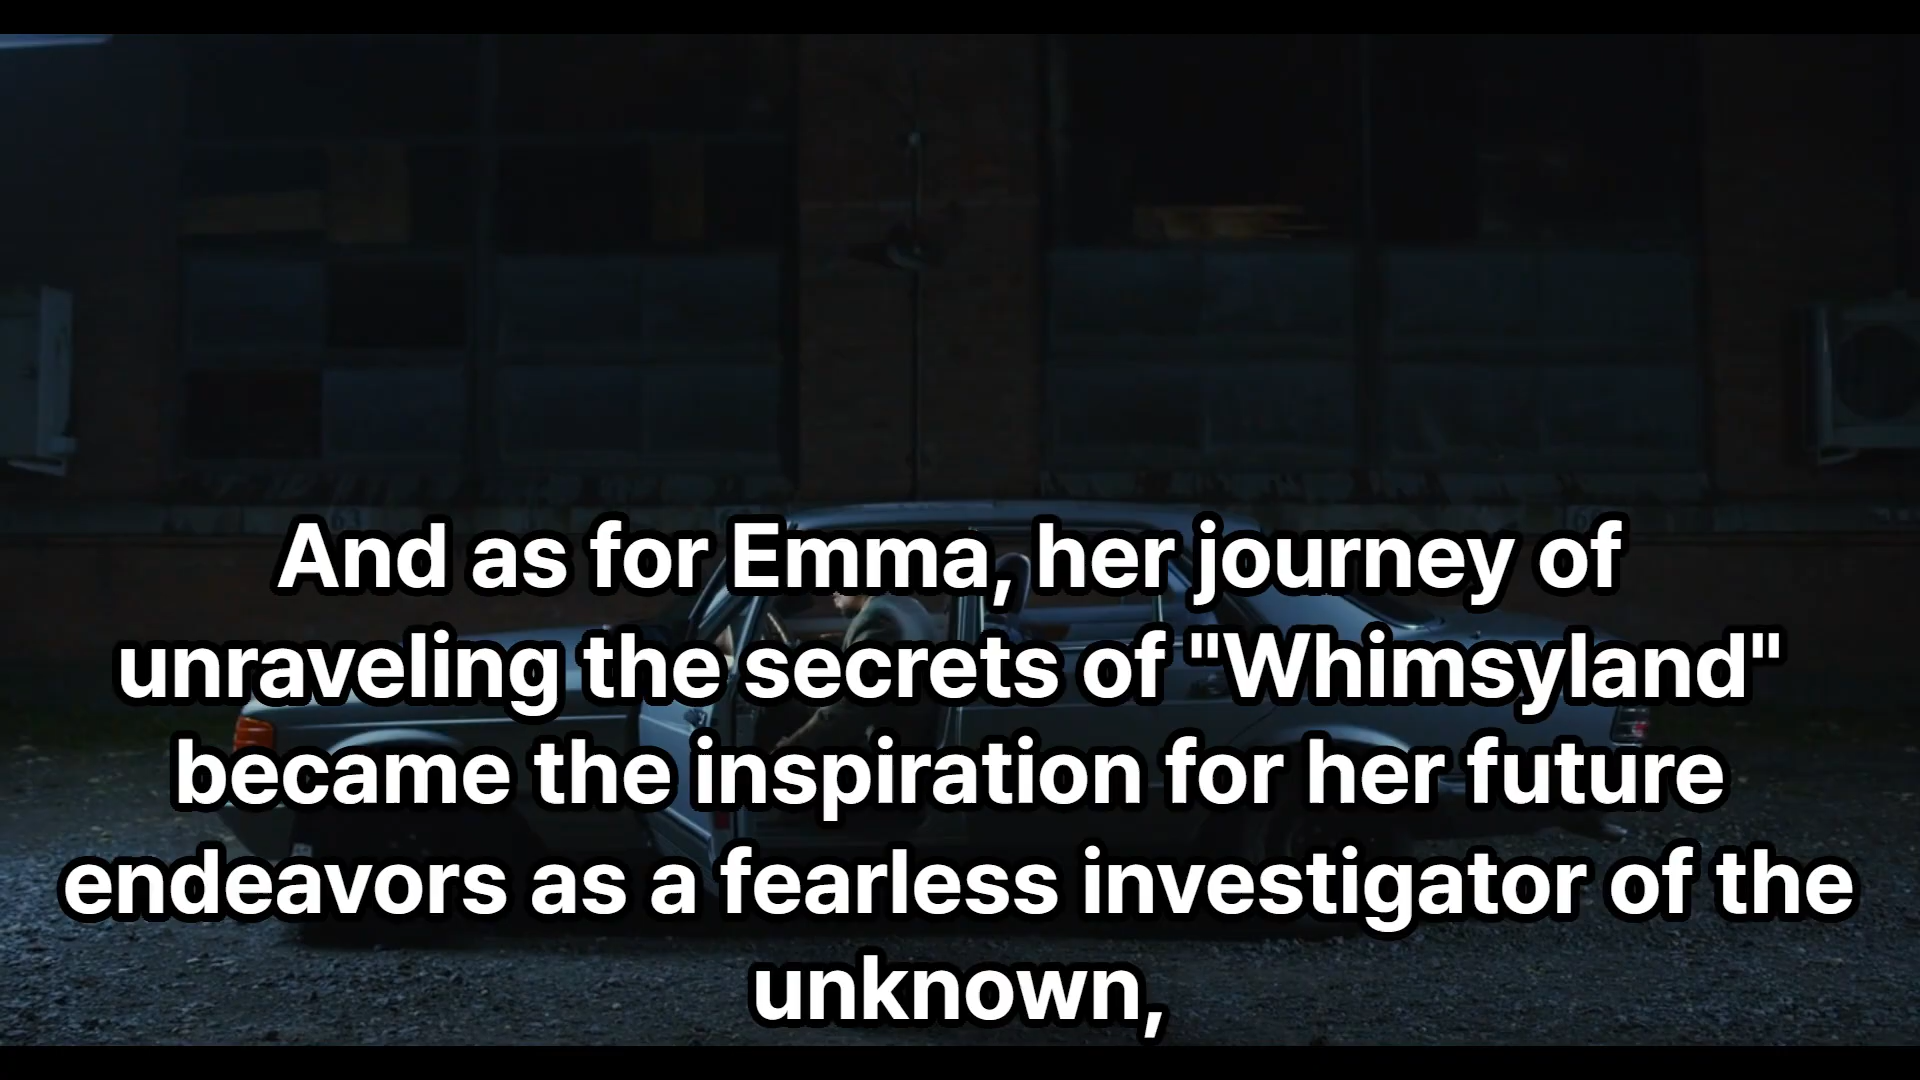 And as for Emma, her journey of
unraveling the secrets of "Whimsyland"
became the inspiration for her future
endeavors as a fearless investigator of the
unknown,